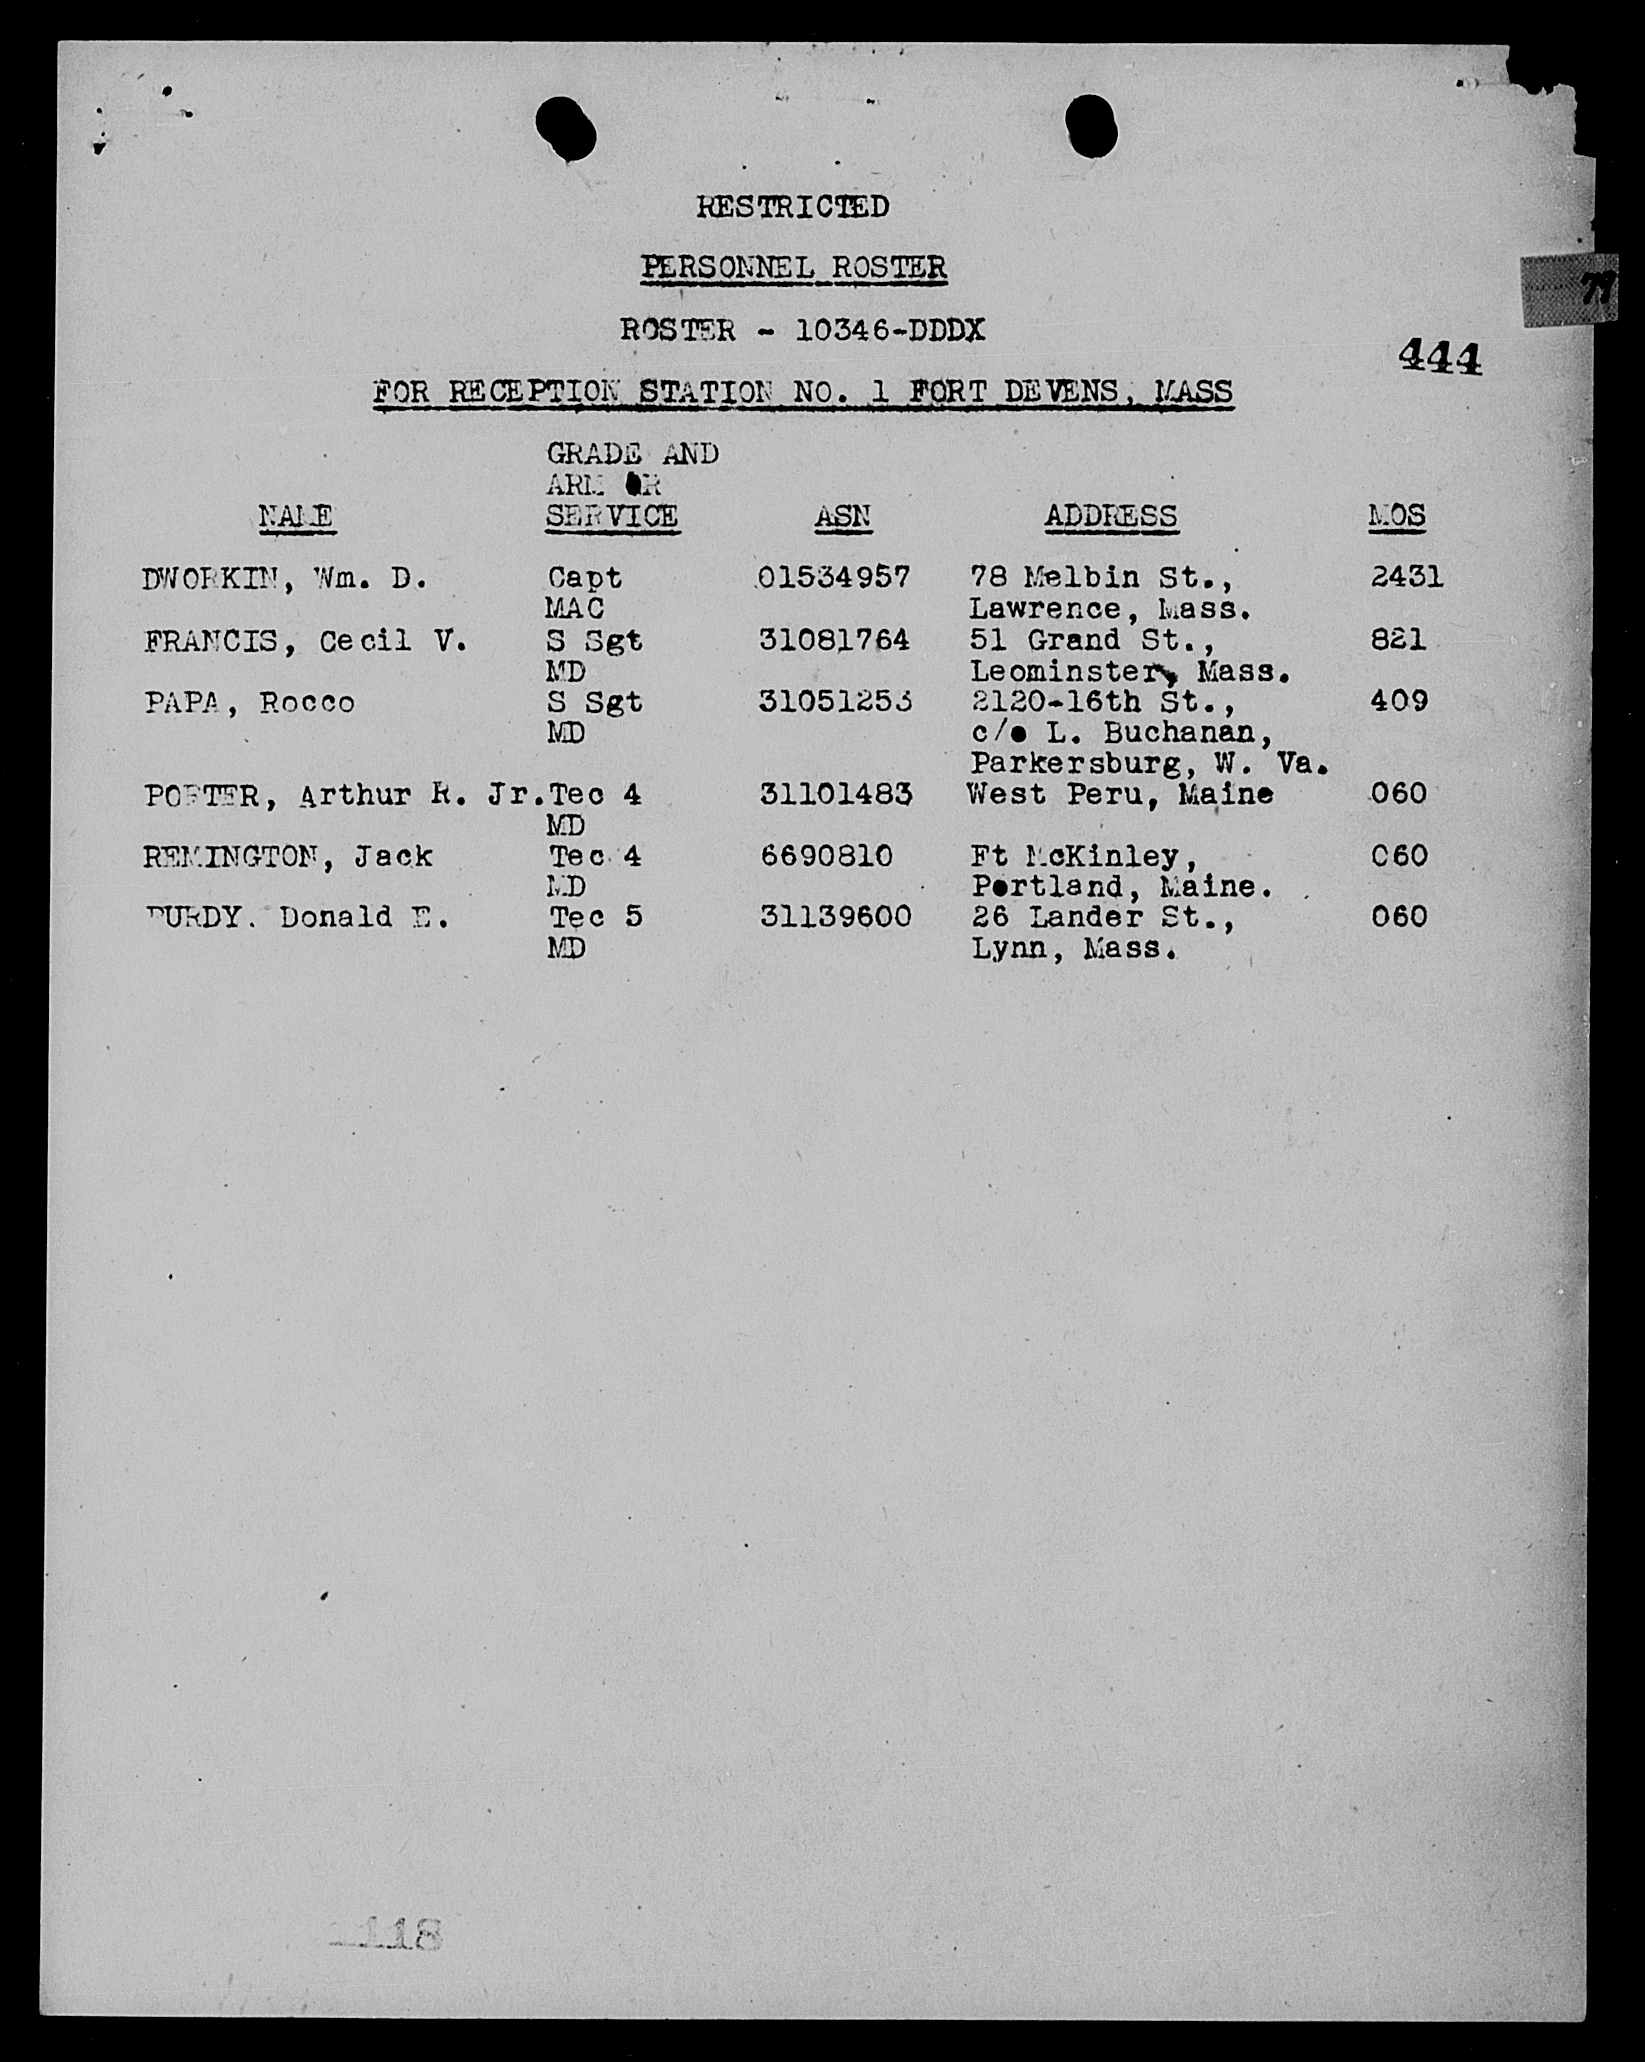 RESTRICTED
PERSONNEL ROSTER
77
ROSTER - 10346-DDDX
444
FOR RECEPTION STATION NO. 1 FORT DEVENS, MASS
GRADE AND
ARM OR
NAME SERVICE ASN ADDRESS MOS
DWORKIN, Wm. D. Capt 01534957 78 Melbin St., 2431
MAC Lawrence, Mass.
FRANCIS, Cecil V. S Sgt 31081764 51 Grand St., 821
MD Leominster, Mass.
PAPA, Rocco S Sgt 31051253 2120-16th St., 409
MD c/o L. Buchanan,
Parkersburg, W. Va.
PORTER, Arthur R. Jr. Tec 4 31101483 West Peru, Maine 060
MD
REMINGTON, Jack Tec 4 6690810 Ft McKinley, 060
MD Portland, Maine.
PURDY. Donald E. Tec 5 31139600 26 Lander St., 060
MD Lynn, Mass.
118